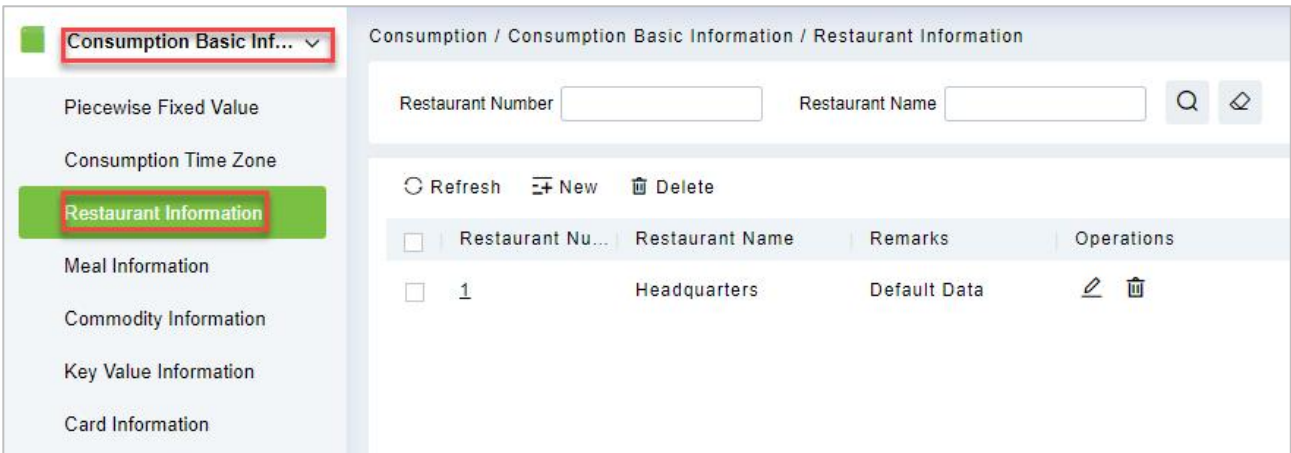 Consumption Basic Inf...
Consumption / Consumption Basic Information / Restaurant Information
Piecewise Fixed Value
Consumption Time Zone
Restaurant Information
Meal Information
Commodity Information
Key Value Information
Card Information
Restaurant Number Restaurant Name
Refresh New Delete
Restaurant Nu... Restaurant Name Remarks Operations
1 Headquarters Default Data